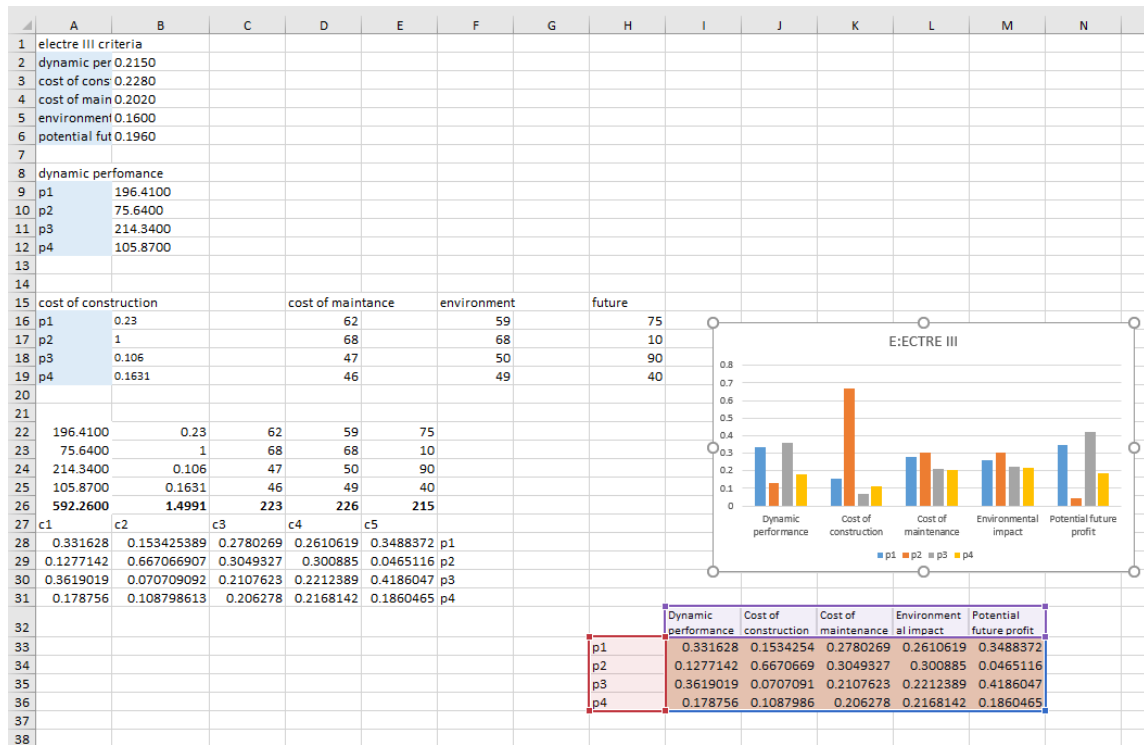 A B C D E F G H I J K L M N
1 electre III criteria
2 dynamic per 0.2150
3 cost of cons 0.2280
4 cost of main 0.2020
5 environment 0.1600
6 potential fut 0.1960
7
8 dynamic perfomance
9 p1 196.4100
10 p2 75.6400
11 p3 214.3400
12 p4 105.8700
13
14
15 cost of construction cost of maintance environment future
16 p1 0.23 62 59 75
17 p2 1 68 68 10
18 p3 0.106 47 50 90
19 p4 0.1631 46 49 40
20
21
22 196.4100 0.23 62 59 75
23 75.6400 1 68 68 10
24 214.3400 0.106 47 50 90
25 105.8700 0.1631 46 49 40
26 592.2600 1.4991 223 226 215
27 c1 c2 c3 c4 c5
28 0.331628 0.153425389 0.2780269 0.2610619 0.3488372 p1
29 0.1277142 0.667066907 0.3049327 0.300885 0.0465116 p2
30 0.3619019 0.070709092 0.2107623 0.2212389 0.4186047 p3
31 0.178756 0.108798613 0.206278 0.2168142 0.1860465 p4
E:ECTRE III
0.8
0.7
0.6
0.5
0.4
0.3
0.2
0.1
0
Dynamic Cost of Cost of Environmental Potential future
performance construction maintenance impact profit
p1 p2 p3 p4
Dynamic Cost of Cost of Environment Potential
32 performance construction maintenance al impact future profit
33 p1 0.331628 0.1534254 0.2780269 0.2610619 0.3488372
34 p2 0.1277142 0.6670669 0.3049327 0.300885 0.0465116
35 p3 0.3619019 0.0707091 0.2107623 0.2212389 0.4186047
36 p4 0.178756 0.1087986 0.206278 0.2168142 0.1860465
37
38